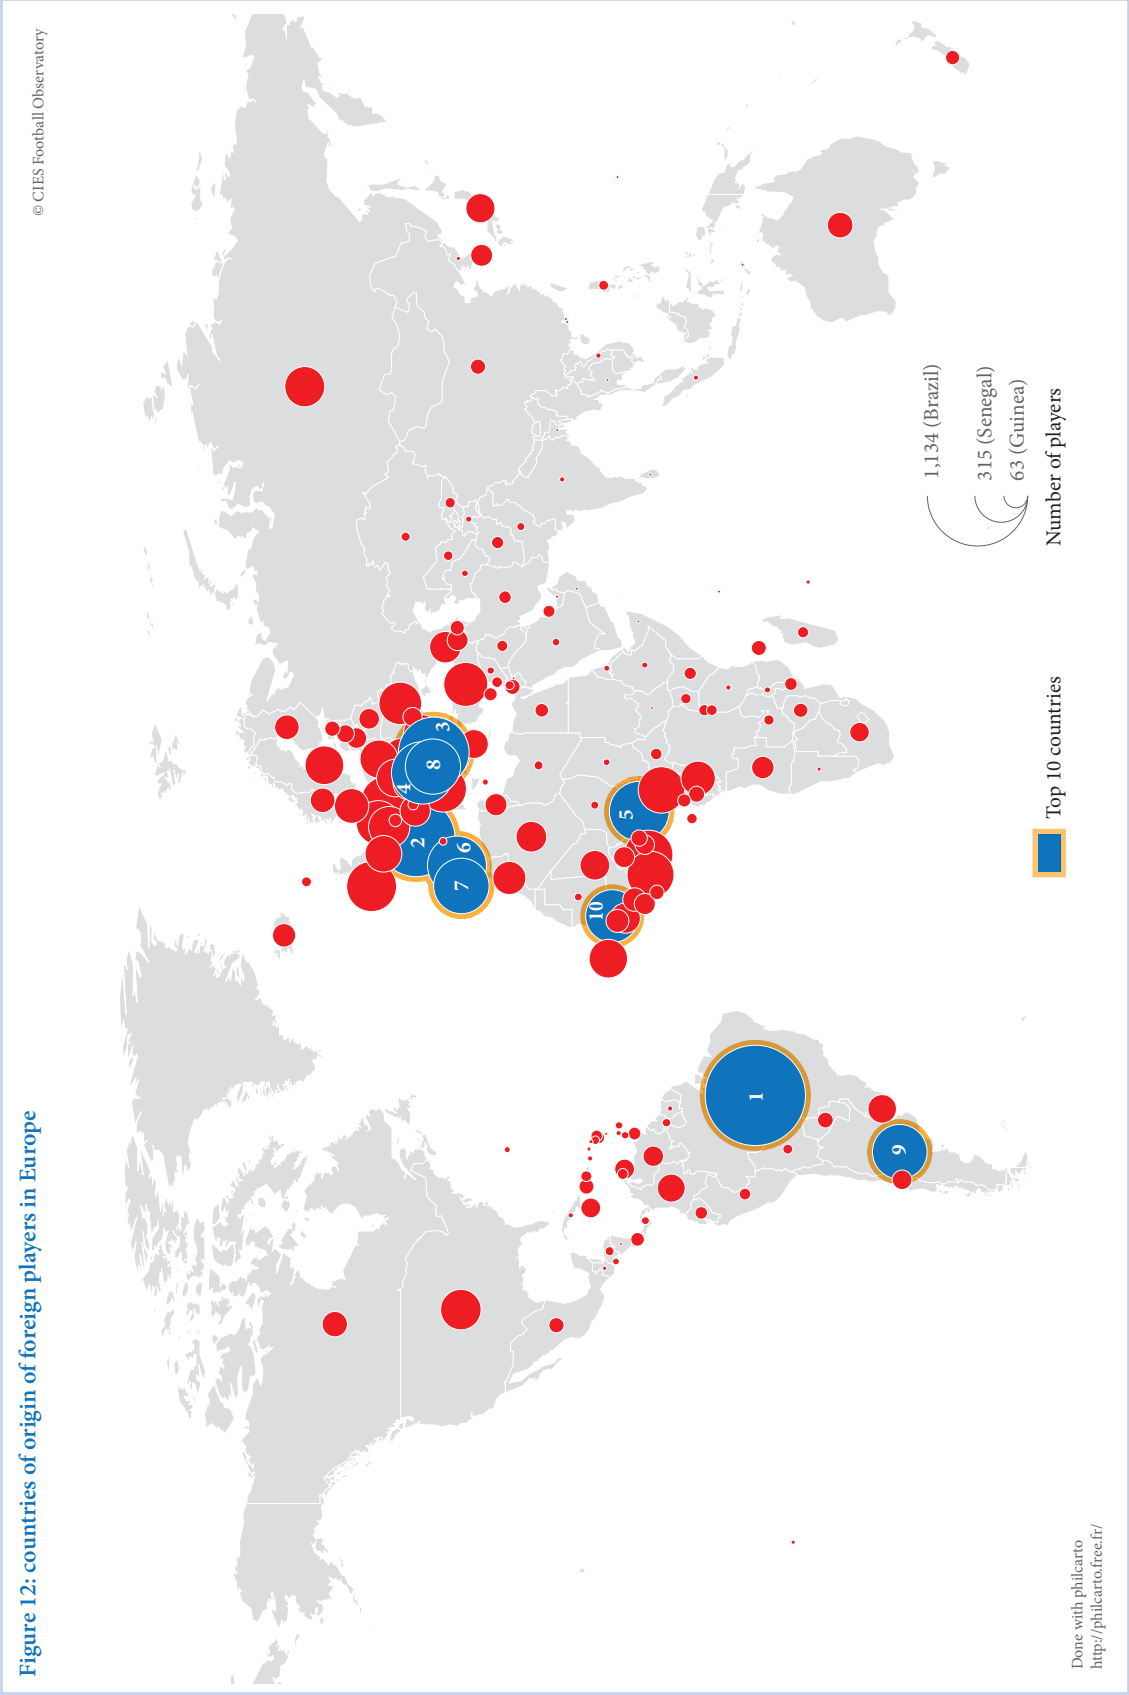 Figure 12: countries of origin of foreign players in Europe
© CIES Football Observatory
1
2
3
4
5
6
7
8
9
10
1,134 (Brazil)
315 (Senegal)
63 (Guinea)
Number of players
Top 10 countries
Done with philcarto
http://philcarto.free.fr/